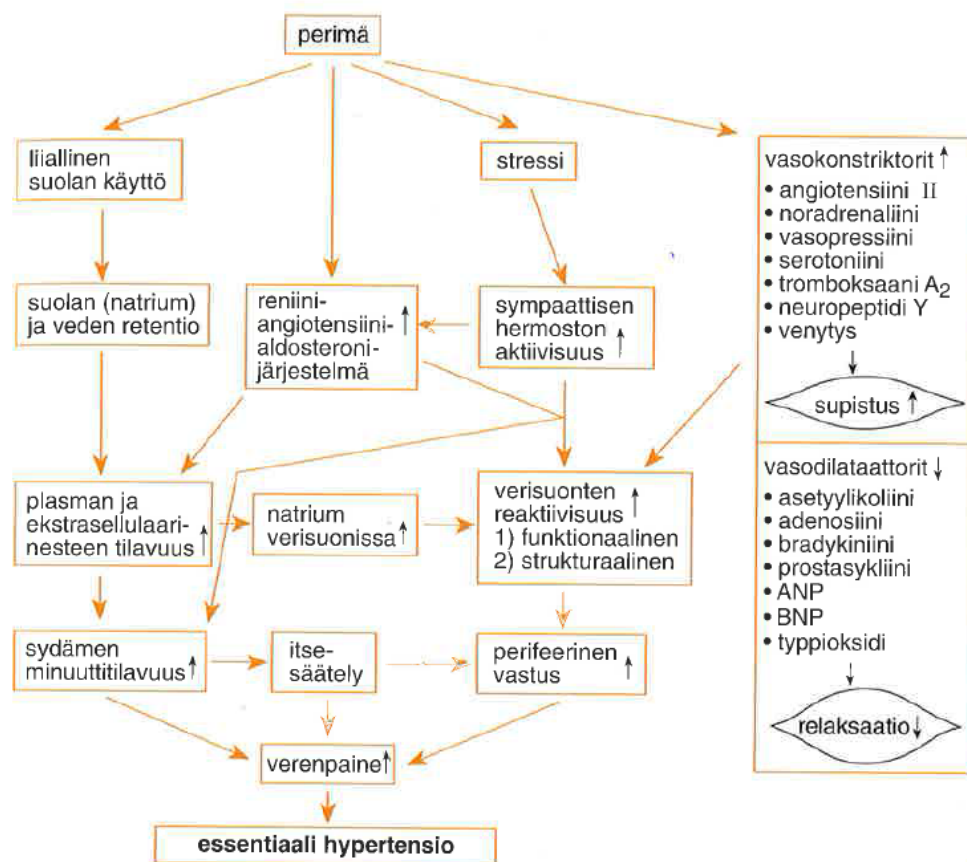 perimä
liiallinen
suolan käyttö
stressi
vasokonstriktorit ↑
• angiotensiini II
• noradrenaliini
• vasopressiini
• serotoniini
• tromboksaani A2
• neuropeptidi Y
• venytys
supistus ↑
suolan (natrium)
ja veden retentio
reniini-
angiotensiini- ↑
aldosteroni-
järjestelmä
sympaattisen
hermoston
aktiivisuus ↑
vasodilataattorit ↓
• asetyylikoliini
• adenosiini
• bradykiniini
• prostasykliini
• ANP
• BNP
• typpioksidi
relaksaatio ↓
plasman ja
ekstrasellulaari-
nesteen tilavuus ↑
natrium
verisuonissa ↑
verisuonten
reaktiivisuus ↑
1) funktionaalinen
2) strukturaalinen
sydämen
minuuttitilavuus ↑
itse-
säätely
perifeerinen
vastus ↑
verenpaine ↑
essentiaali hypertensio